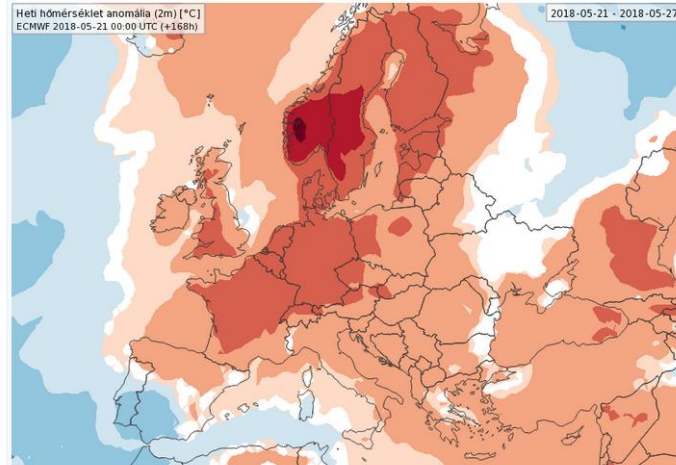 Heti hőmérséklet anomália (2m) [°C]
ECMWF 2018-05-21 00:00 UTC (+168h)
2018-05-21 - 2018-05-27